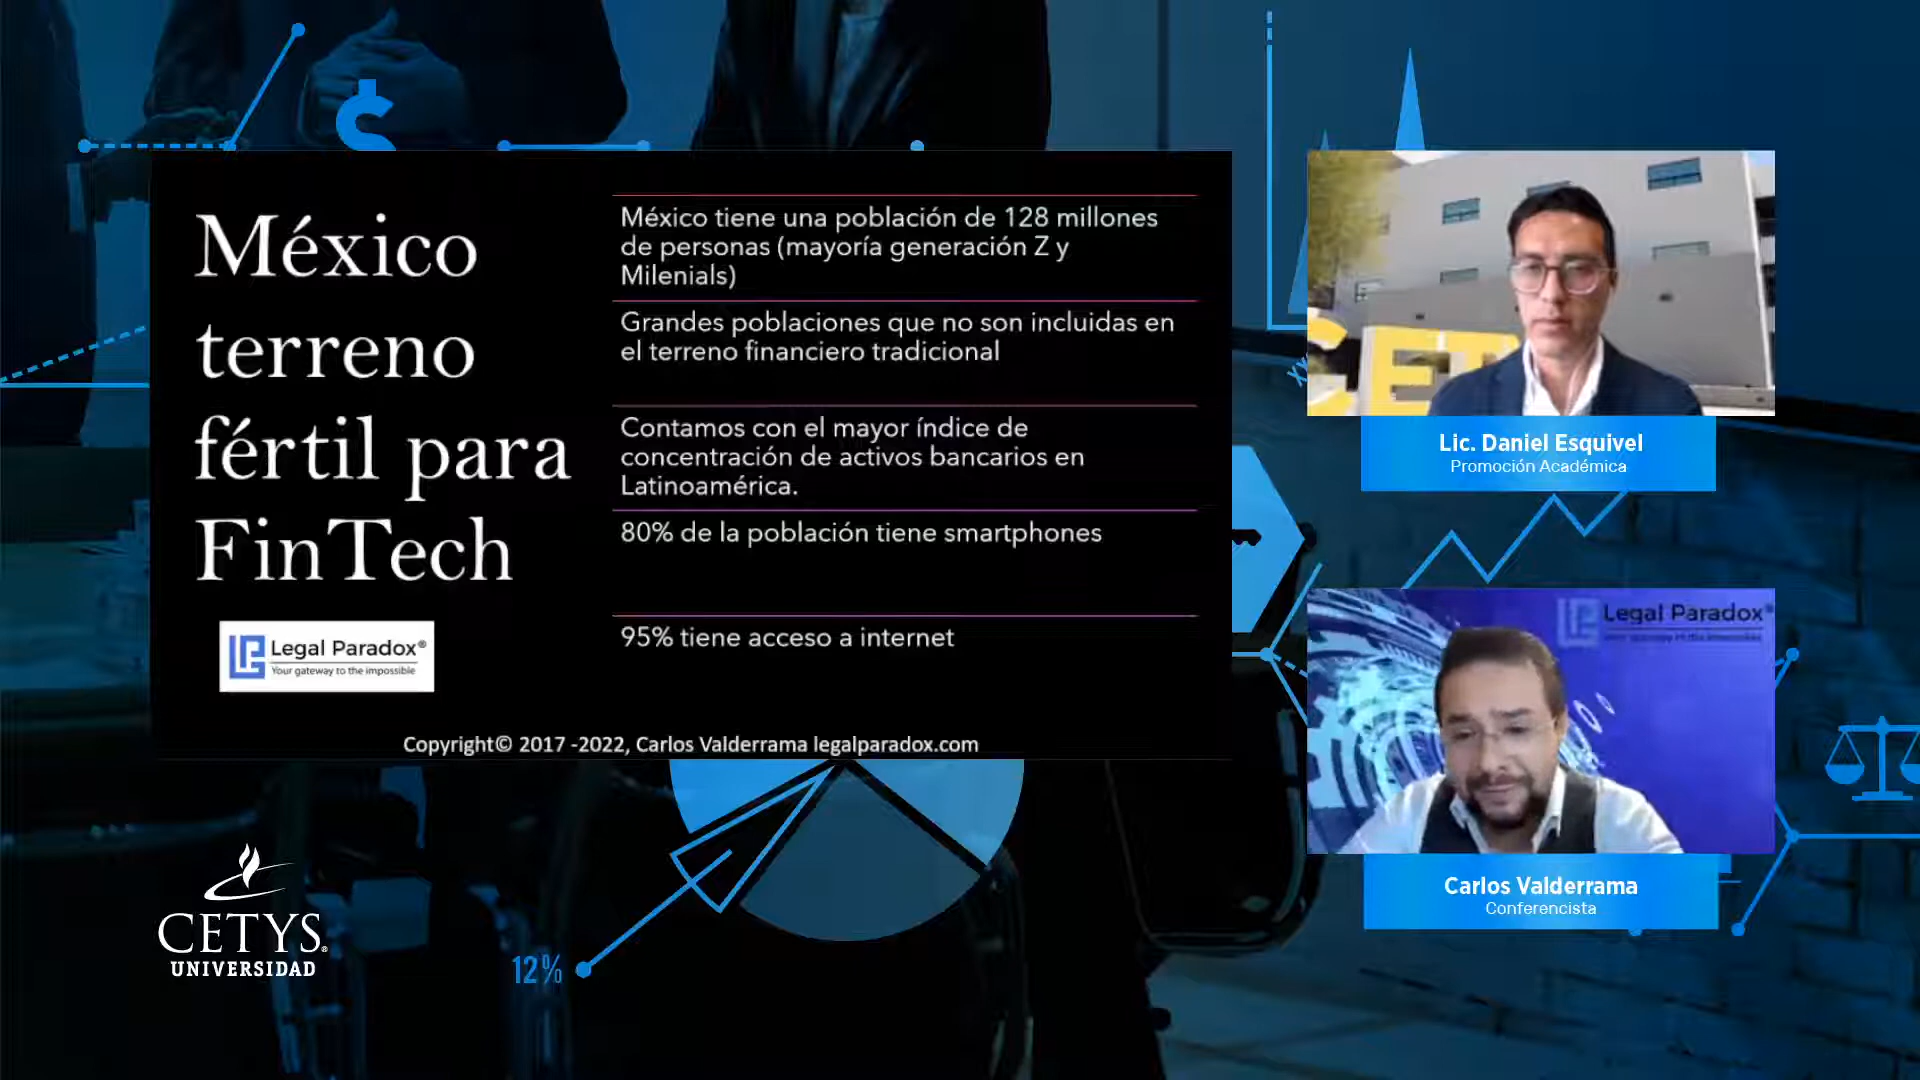 México
terreno
fértil para
FinTech
Legal Paradox®
Your gateway to the impossible
México tiene una población de 128 millones
de personas (mayoría generación Z y
Milenials)
Grandes poblaciones que no son incluidas en
el terreno financiero tradicional
Contamos con el mayor índice de
concentración de activos bancarios en
Latinoamérica.
80% de la población tiene smartphones
95% tiene acceso a internet
Copyright© 2017 -2022, Carlos Valderrama legalparadox.com
CET
Lic. Daniel Esquivel
Promoción Académica
Legal Paradox®
Carlos Valderrama
Conferencista
CETYS®
UNIVERSIDAD
12%